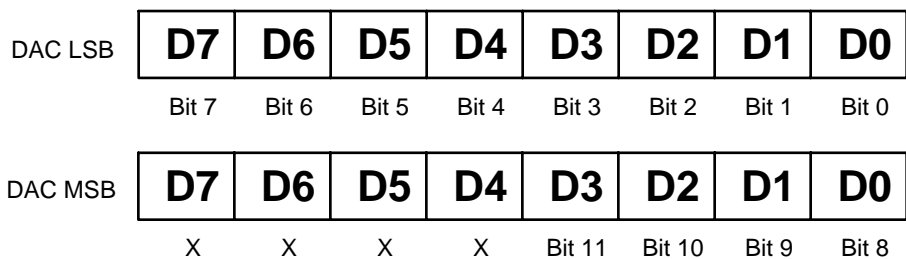 DAC LSB D7 D6 D5 D4 D3 D2 D1 D0
Bit 7 Bit 6 Bit 5 Bit 4 Bit 3 Bit 2 Bit 1 Bit 0
DAC MSB D7 D6 D5 D4 D3 D2 D1 D0
X X X X Bit 11 Bit 10 Bit 9 Bit 8